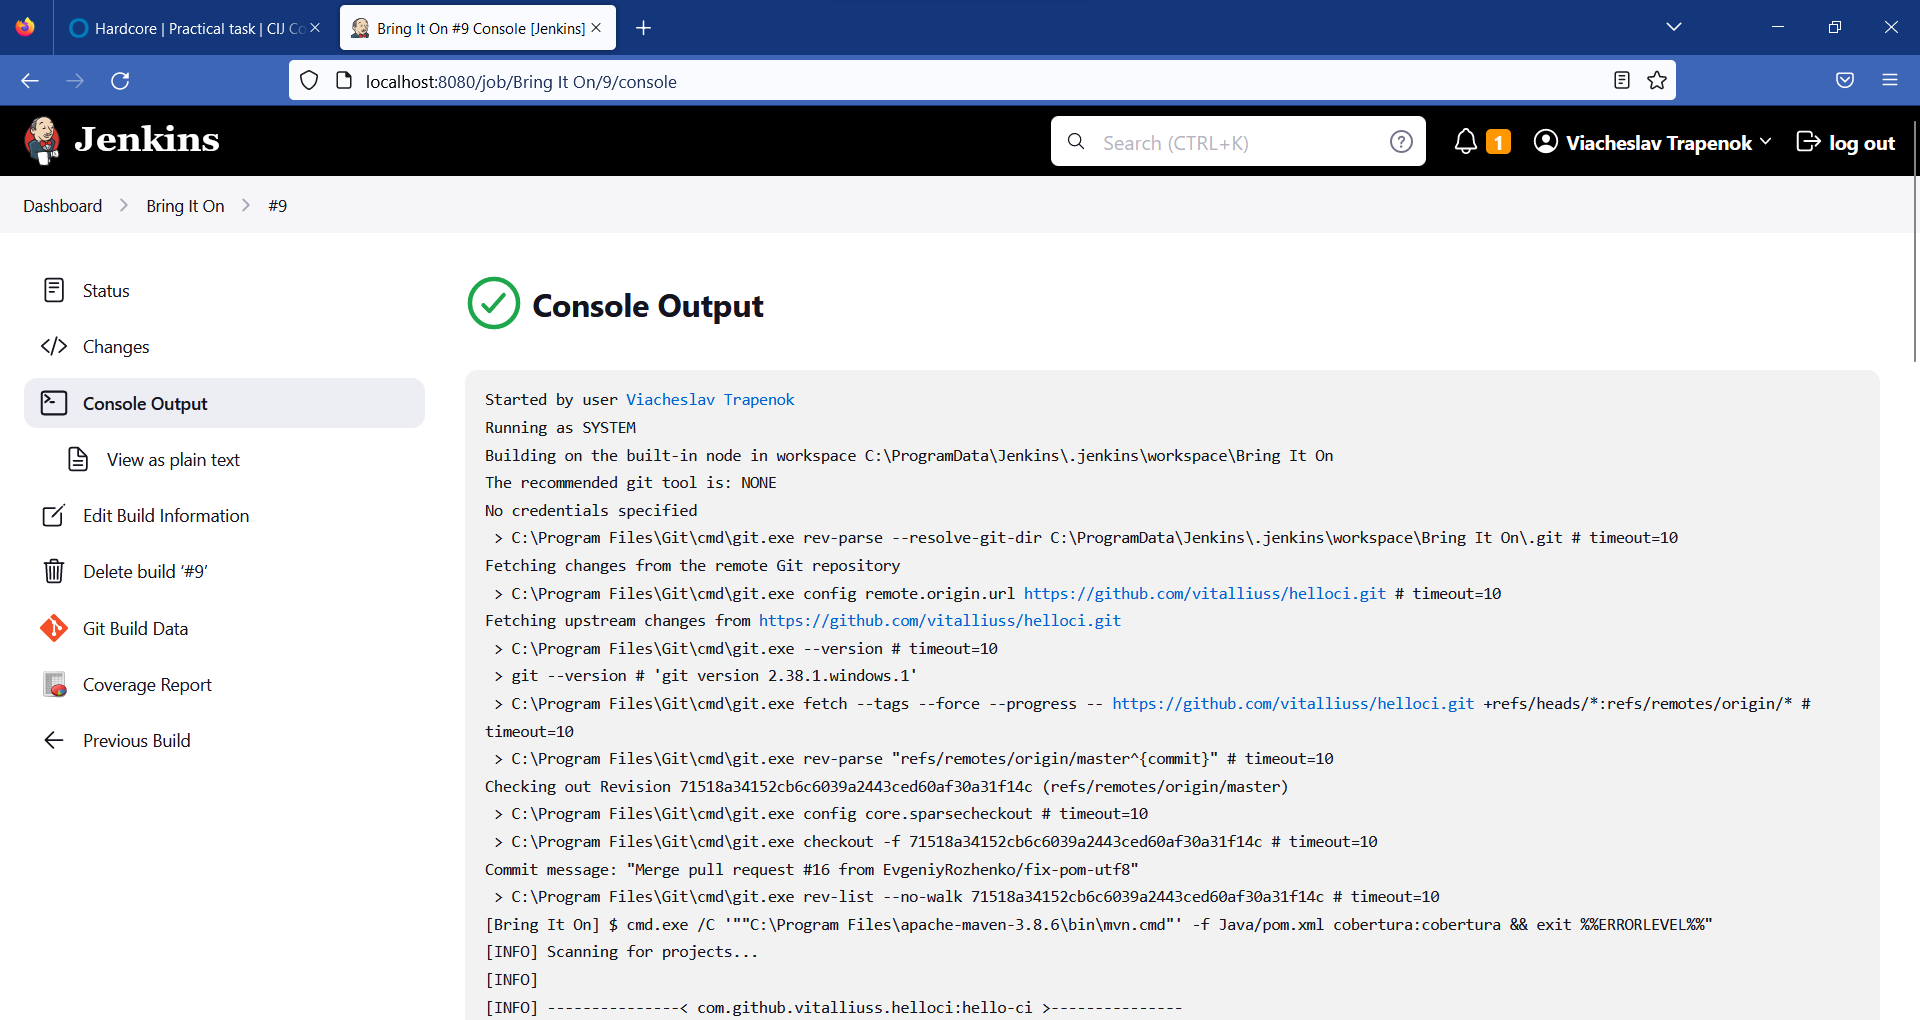 Hardcore | Practical task | CIJ Co
Bring It On #9 Console [Jenkins]
localhost:8080/job/Bring It On/9/console
Jenkins
Search (CTRL+K)
?
1
Viacheslav Trapenok
log out
Dashboard
Bring It On
#9
Status
Changes
Console Output
View as plain text
Edit Build Information
Delete build '#9'
Git Build Data
Coverage Report
Previous Build
Console Output
Started by user Viacheslav Trapenok
Running as SYSTEM
Building on the built-in node in workspace C:\ProgramData\Jenkins\.jenkins\workspace\Bring It On
The recommended git tool is: NONE
No credentials specified
> C:\Program Files\Git\cmd\git.exe rev-parse --resolve-git-dir C:\ProgramData\Jenkins\.jenkins\workspace\Bring It On\.git # timeout=10
Fetching changes from the remote Git repository
> C:\Program Files\Git\cmd\git.exe config remote.origin.url https://github.com/vitalliuss/helloci.git # timeout=10
Fetching upstream changes from https://github.com/vitalliuss/helloci.git
> C:\Program Files\Git\cmd\git.exe --version # timeout=10
> git --version # 'git version 2.38.1.windows.1'
> C:\Program Files\Git\cmd\git.exe fetch --tags --force --progress -- https://github.com/vitalliuss/helloci.git +refs/heads/*:refs/remotes/origin/* #
timeout=10
> C:\Program Files\Git\cmd\git.exe rev-parse "refs/remotes/origin/master^{commit}" # timeout=10
Checking out Revision 71518a34152cb6c6039a2443ced60af30a31f14c (refs/remotes/origin/master)
> C:\Program Files\Git\cmd\git.exe config core.sparsecheckout # timeout=10
> C:\Program Files\Git\cmd\git.exe checkout -f 71518a34152cb6c6039a2443ced60af30a31f14c # timeout=10
Commit message: "Merge pull request #16 from EvgeniyRozhenko/fix-pom-utf8"
> C:\Program Files\Git\cmd\git.exe rev-list --no-walk 71518a34152cb6c6039a2443ced60af30a31f14c # timeout=10
[Bring It On] $ cmd.exe /C '""C:\Program Files\apache-maven-3.8.6\bin\mvn.cmd"' -f Java/pom.xml cobertura:cobertura && exit %%ERRORLEVEL%%"
[INFO] Scanning for projects...
[INFO]
[INFO] ---------------< com.github.vitalliuss.helloci:hello-ci >---------------